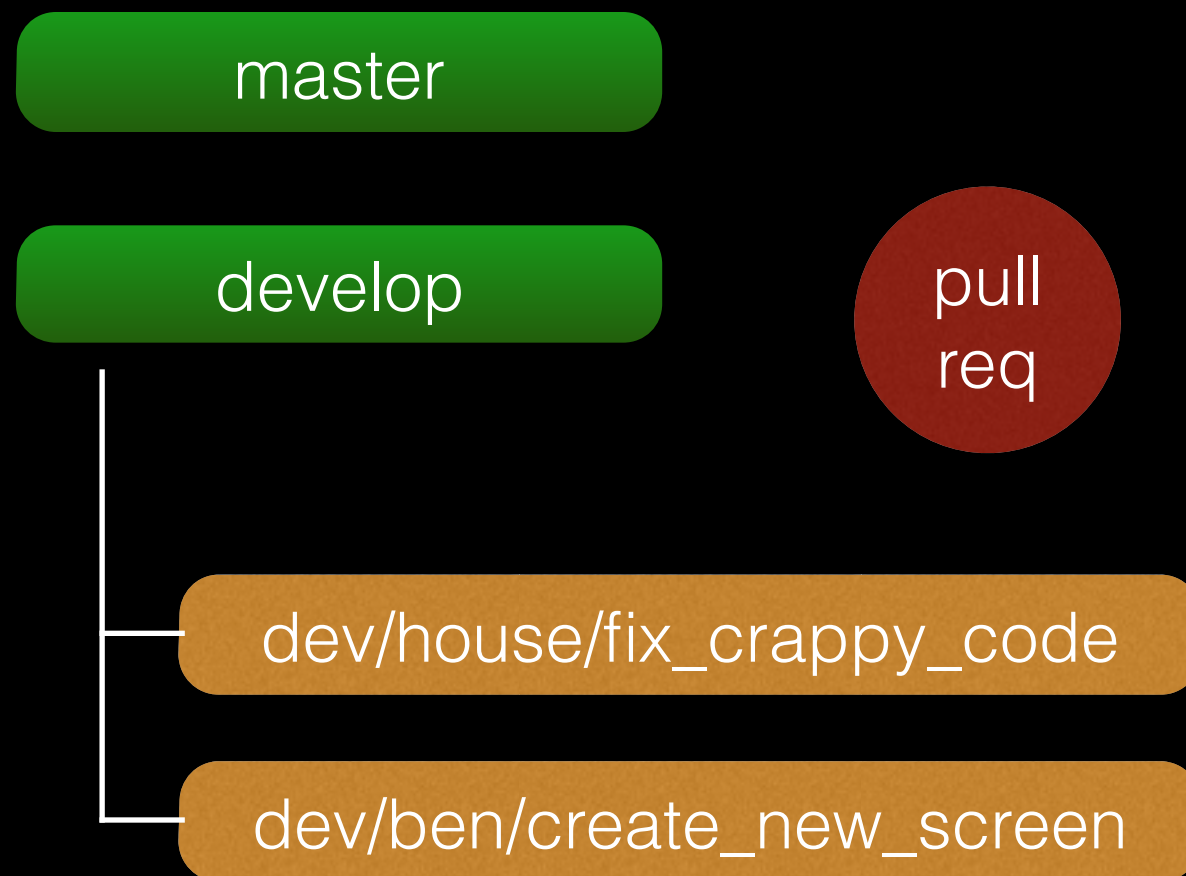 master
develop
pull
req
dev/house/fix_crappy_code
dev/ben/create_new_screen